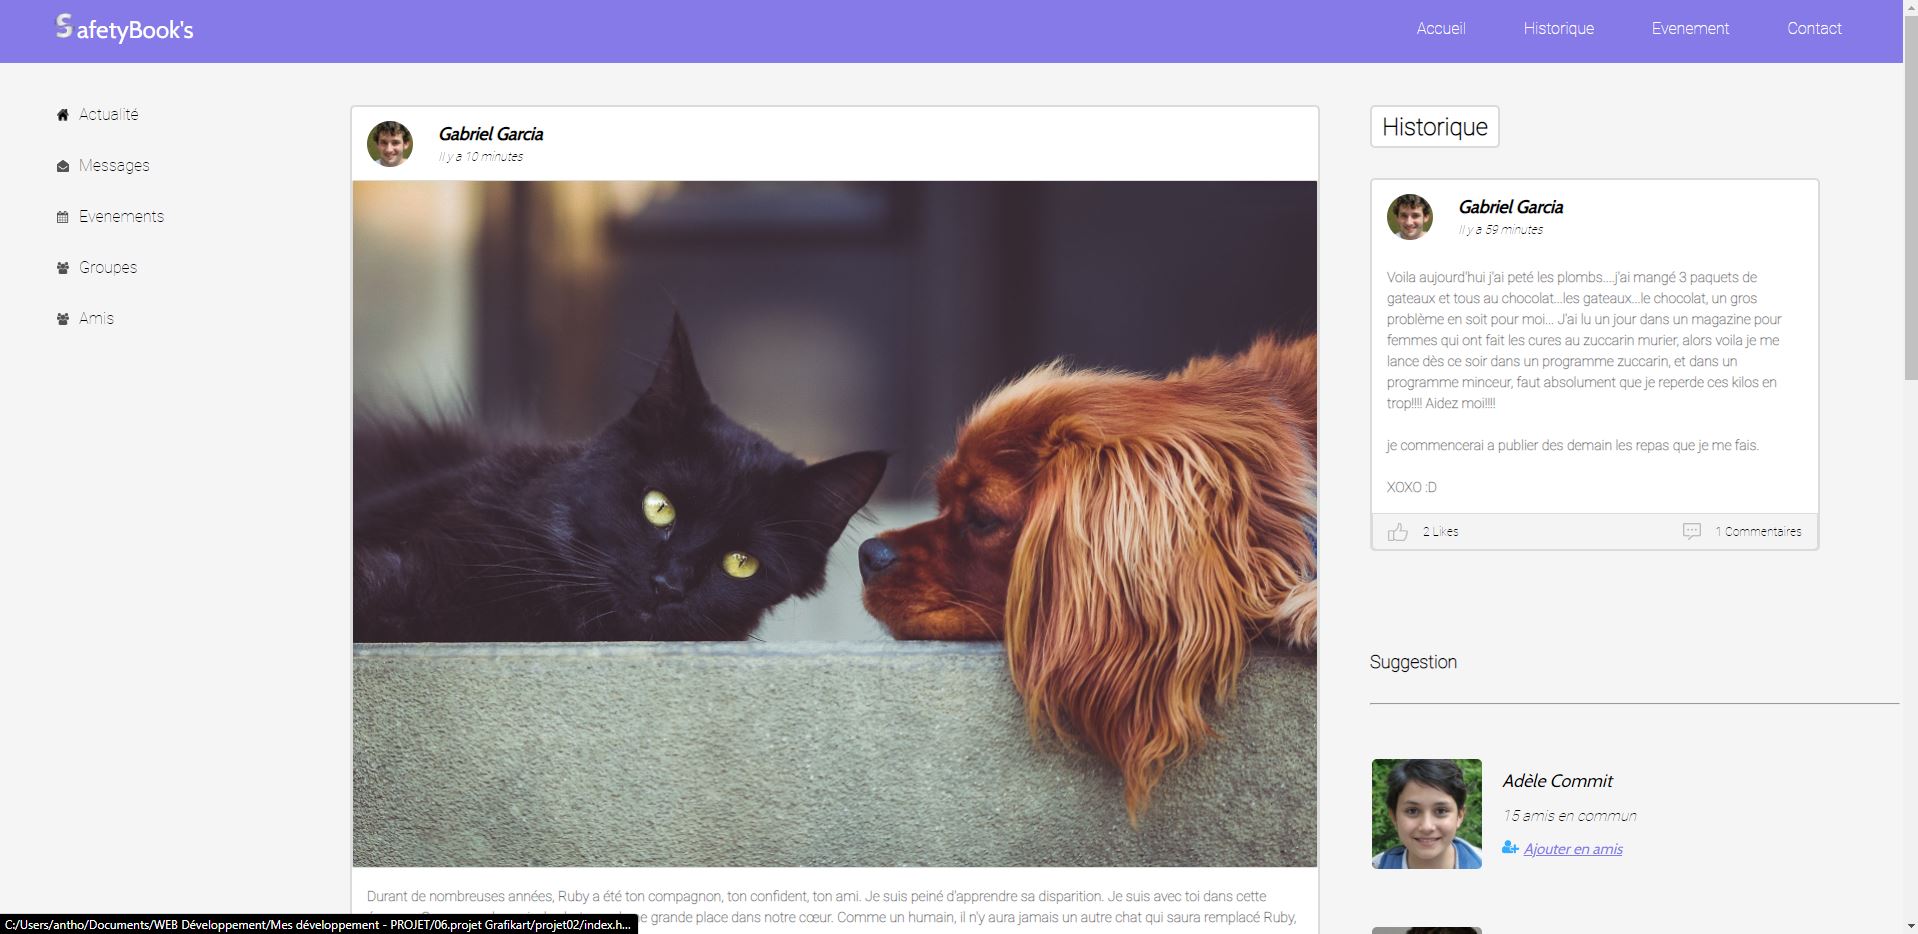 SafetyBook's
Accueil Historique Evenement Contact
Actualité
Messages
Evenements
Groupes
Amis
Gabriel Garcia
Il y a 10 minutes
Durant de nombreuses années, Ruby a été ton compagnon, ton confident, ton ami. Je suis peiné d'apprendre sa disparition. Je suis avec toi dans cette
grande place dans notre cœur. Comme un humain, il n'y aura jamais un autre chat qui saura remplacé Ruby,
Historique
Gabriel Garcia
Il y a 59 minutes
Voila aujourd'hui j'ai peté les plombs....j'ai mangé 3 paquets de
gateaux et tous au chocolat...les gateaux...le chocolat, un gros
problème en soit pour moi... J'ai lu un jour dans un magazine pour
femmes qui ont fait les cures au zuccarin murier, alors voila je me
lance dès ce soir dans un programme zuccarin, et dans un
programme minceur, faut absolument que je reperde ces kilos en
trop!!!! Aidez moi!!!!
je commencerai a publier des demain les repas que je me fais.
XOXO :D
2 Likes
1 Commentaires
Suggestion
Adèle Commit
15 amis en commun
Ajouter en amis
C:/Users/antho/Documents/WEB Développement/Mes développement - PROJET/06.projet Grafikart/projet02/index.h...